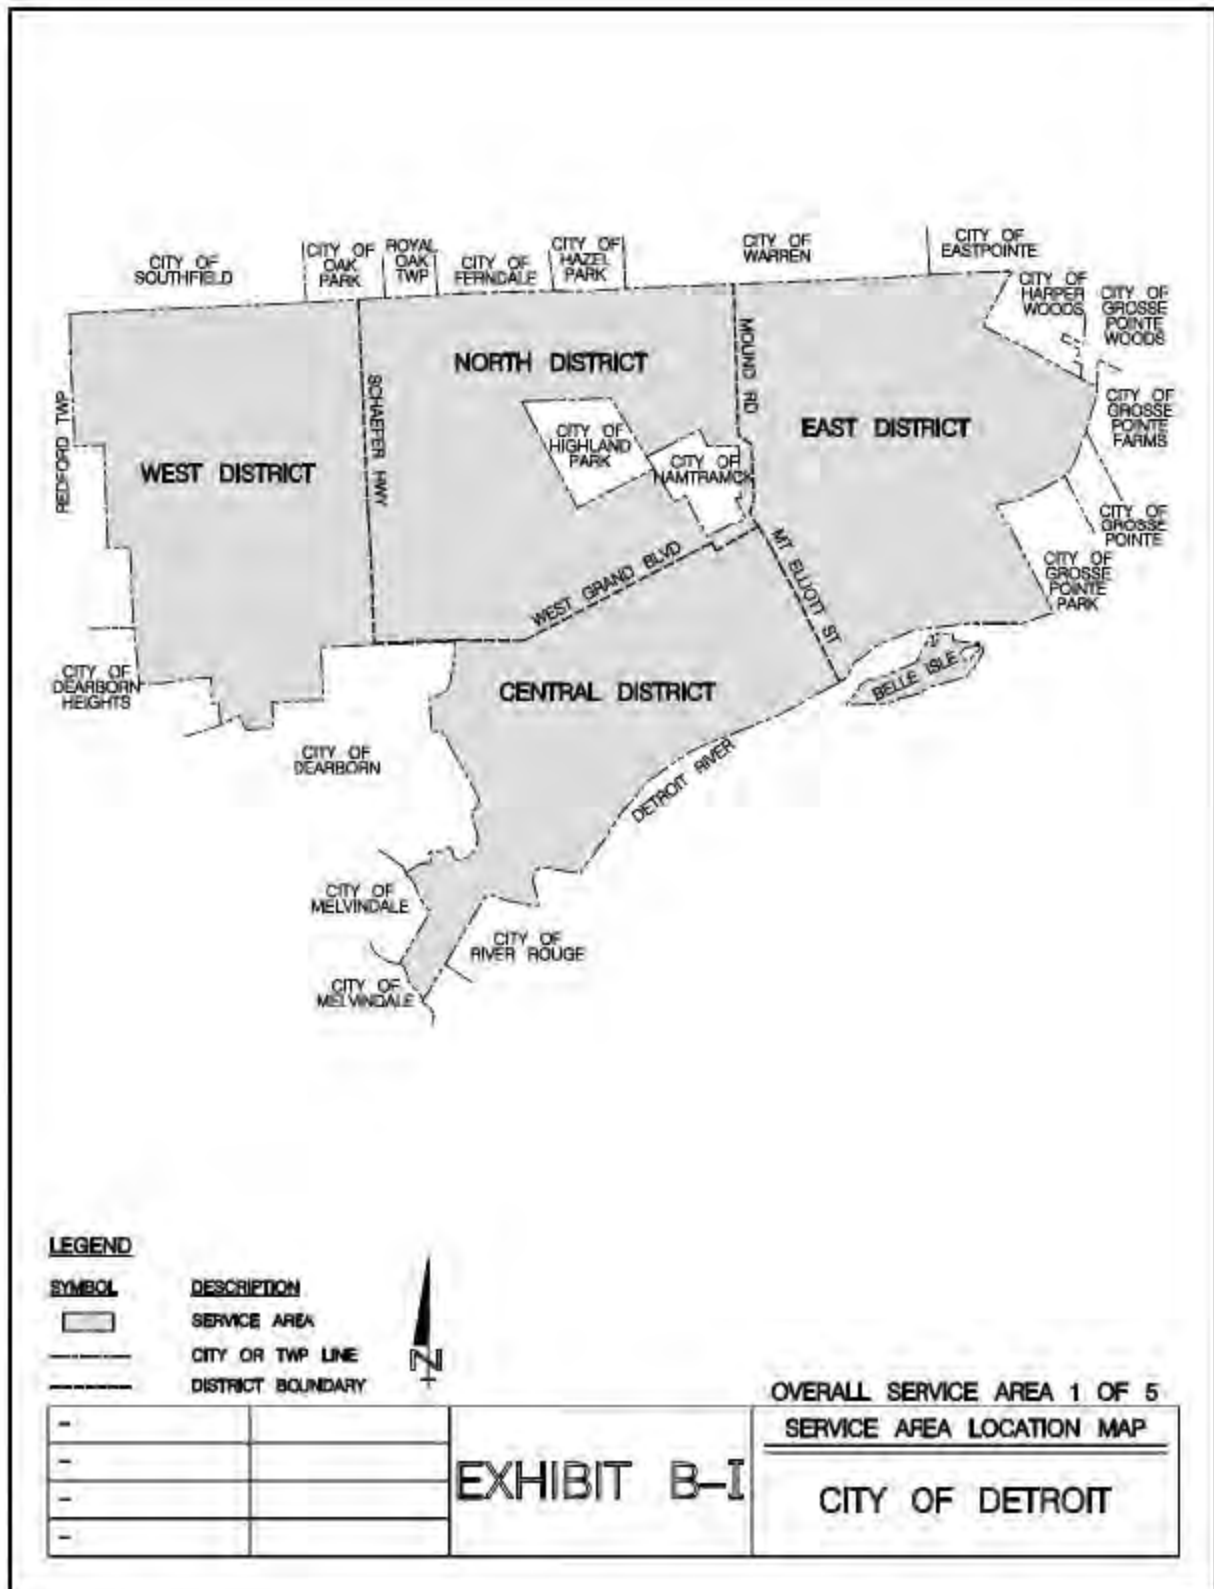 CITY OF
SOUTHFIELD
CITY OF
OAK
PARK
ROYAL
OAK
TWP
CITY OF
FERNDALE
CITY OF
HAZEL
PARK
CITY OF
WARREN
CITY OF
EASTPOINTE
CITY OF
HARPER
WOODS
CITY OF
GROSSE
POINTE
WOODS
CITY OF
GROSSE
POINTE
FARMS
CITY OF
GROSSE
POINTE
CITY OF
GROSSE
POINTE
PARK
REDFORD TWP
WEST DISTRICT
SCHAEFER HWY
NORTH DISTRICT
CITY OF
HIGHLAND
PARK
CITY OF
HAMTRAMCK
MOUND RD
EAST DISTRICT
WEST GRAND BLVD
MT ELLIOTT ST
BELLE ISLE
CENTRAL DISTRICT
DETROIT RIVER
CITY OF
DEARBORN
HEIGHTS
CITY OF
DEARBORN
CITY OF
MELVINDALE
CITY OF
RIVER ROUGE
CITY OF
MELVINDALE
LEGEND
SYMBOL DESCRIPTION
SERVICE AREA
CITY OR TWP LINE
DISTRICT BOUNDARY
N
OVERALL SERVICE AREA 1 OF 5
SERVICE AREA LOCATION MAP
CITY OF DETROIT
EXHIBIT B-I
-
-
-
-